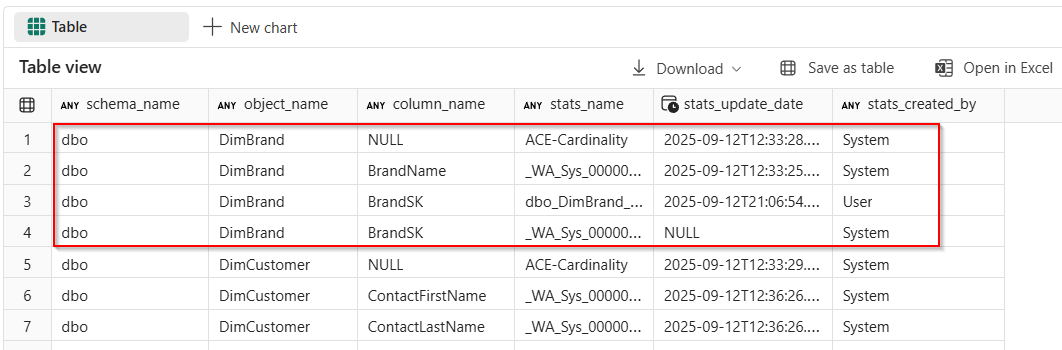 Table New chart
Table view Download Save as table Open in Excel
ANY schema_name ANY object_name ANY column_name ANY stats_name stats_update_date ANY stats_created_by
1 dbo DimBrand NULL ACE-Cardinality 2025-09-12T12:33:28.... System
2 dbo DimBrand BrandName _WA_Sys_00000... 2025-09-12T12:33:25.... System
3 dbo DimBrand BrandSK dbo_DimBrand_... 2025-09-12T21:06:54.... User
4 dbo DimBrand BrandSK _WA_Sys_00000... NULL System
5 dbo DimCustomer NULL ACE-Cardinality 2025-09-12T12:33:29.... System
6 dbo DimCustomer ContactFirstName _WA_Sys_00000... 2025-09-12T12:36:26.... System
7 dbo DimCustomer ContactLastName _WA_Sys_00000... 2025-09-12T12:36:26.... System